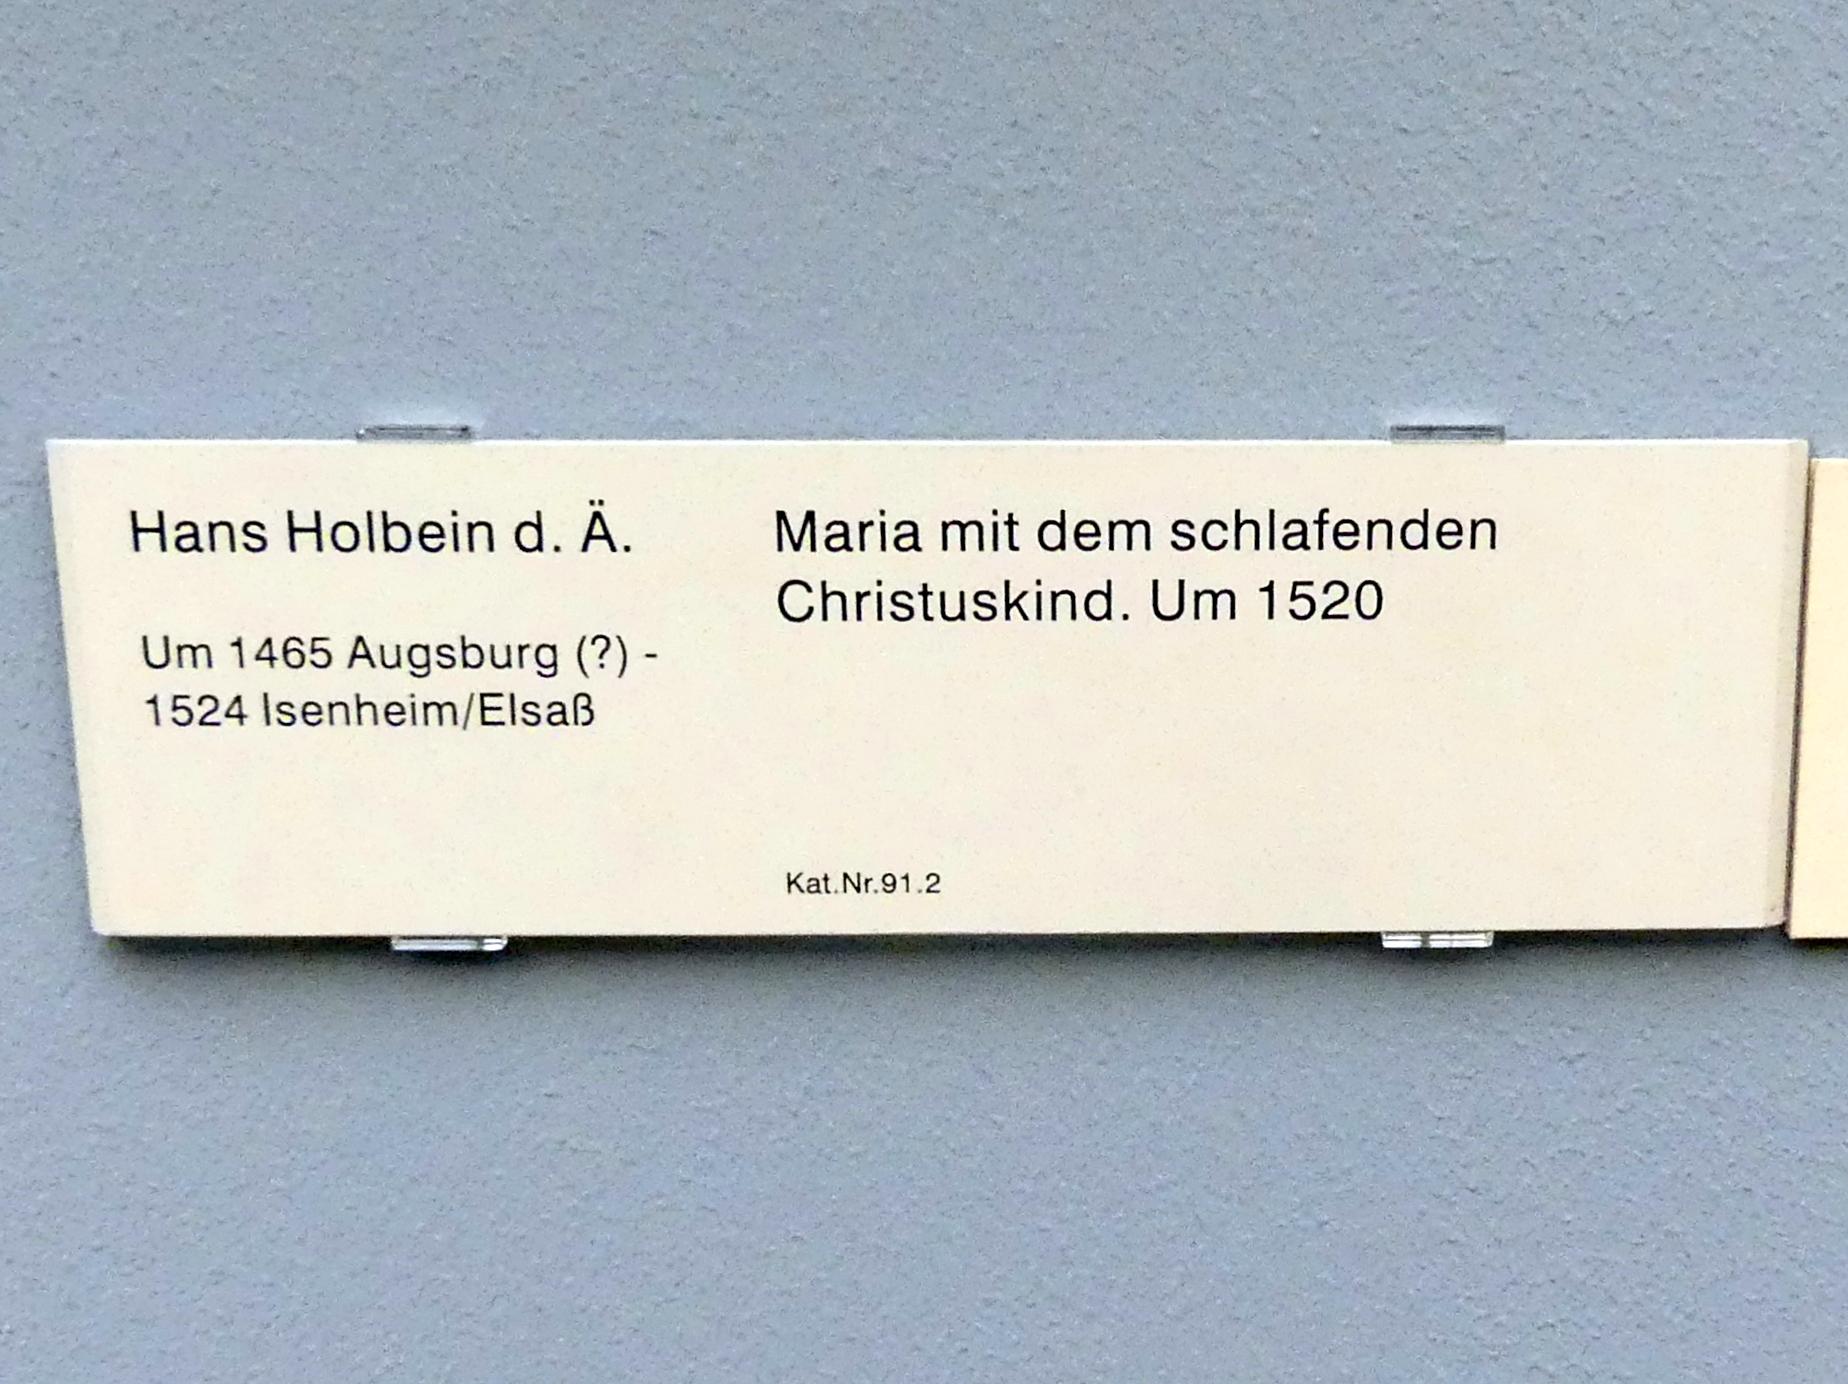 Hans Holbein d. Ä.
Um 1465 Augsburg (?) -
1524 Isenheim/Elsaß
Maria mit dem schlafenden
Christuskind. Um 1520
Kat.Nr.91.2